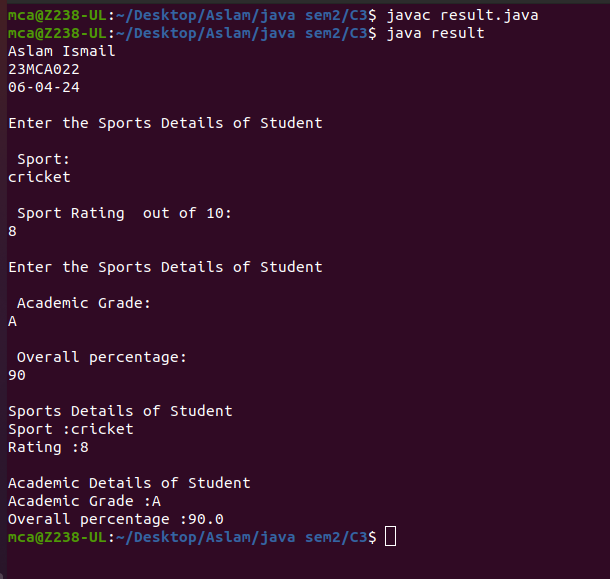 mca@Z238-UL:~/Desktop/Aslam/java sem2/C3$ javac result.java
mca@Z238-UL:~/Desktop/Aslam/java sem2/C3$ java result
Aslam Ismail
23MCA022
06-04-24
Enter the Sports Details of Student
Sport:
cricket
Sport Rating  out of 10:
8
Enter the Sports Details of Student
Academic Grade:
A
Overall percentage:
90
Sports Details of Student
Sport :cricket
Rating :8
Academic Details of Student
Academic Grade :A
Overall percentage :90.0
mca@Z238-UL:~/Desktop/Aslam/java sem2/C3$